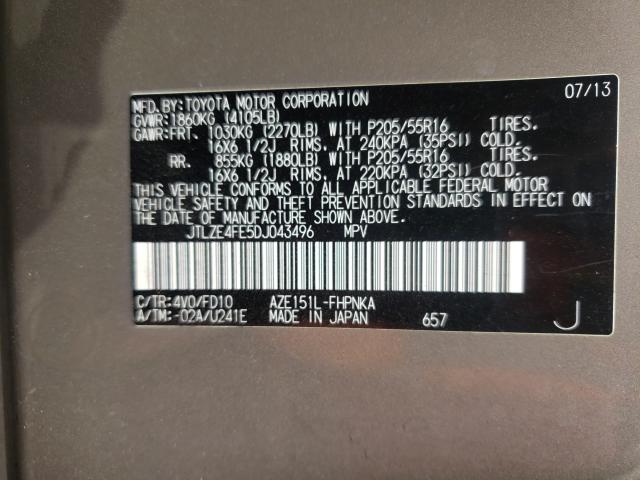 MFD.BY:TOYOTA MOTOR CORPORATION 07/13
GVWR:1860KG (4105LB)
GAWR:FRT. 1030KG (2270LB) WITH P205/55R16 TIRES.
16X6 1/2J RIMS. AT 240KPA (35PSI) COLD.
RR. 855KG (1880LB) WITH P205/55R16 TIRES.
16X6 1/2J RIMS. AT 220KPA (32PSI) COLD.
THIS VEHICLE CONFORMS TO ALL APPLICABLE FEDERAL MOTOR
VEHICLE SAFETY AND THEFT PREVENTION STANDARDS IN EFFECT ON
THE DATE OF MANUFACTURE SHOWN ABOVE.
JTLZE4FE5DJ043496 MPV
C/TR:4V0/FD10 AZE151L-FHPNKA
A/TM:-02A/U241E MADE IN JAPAN 657 J